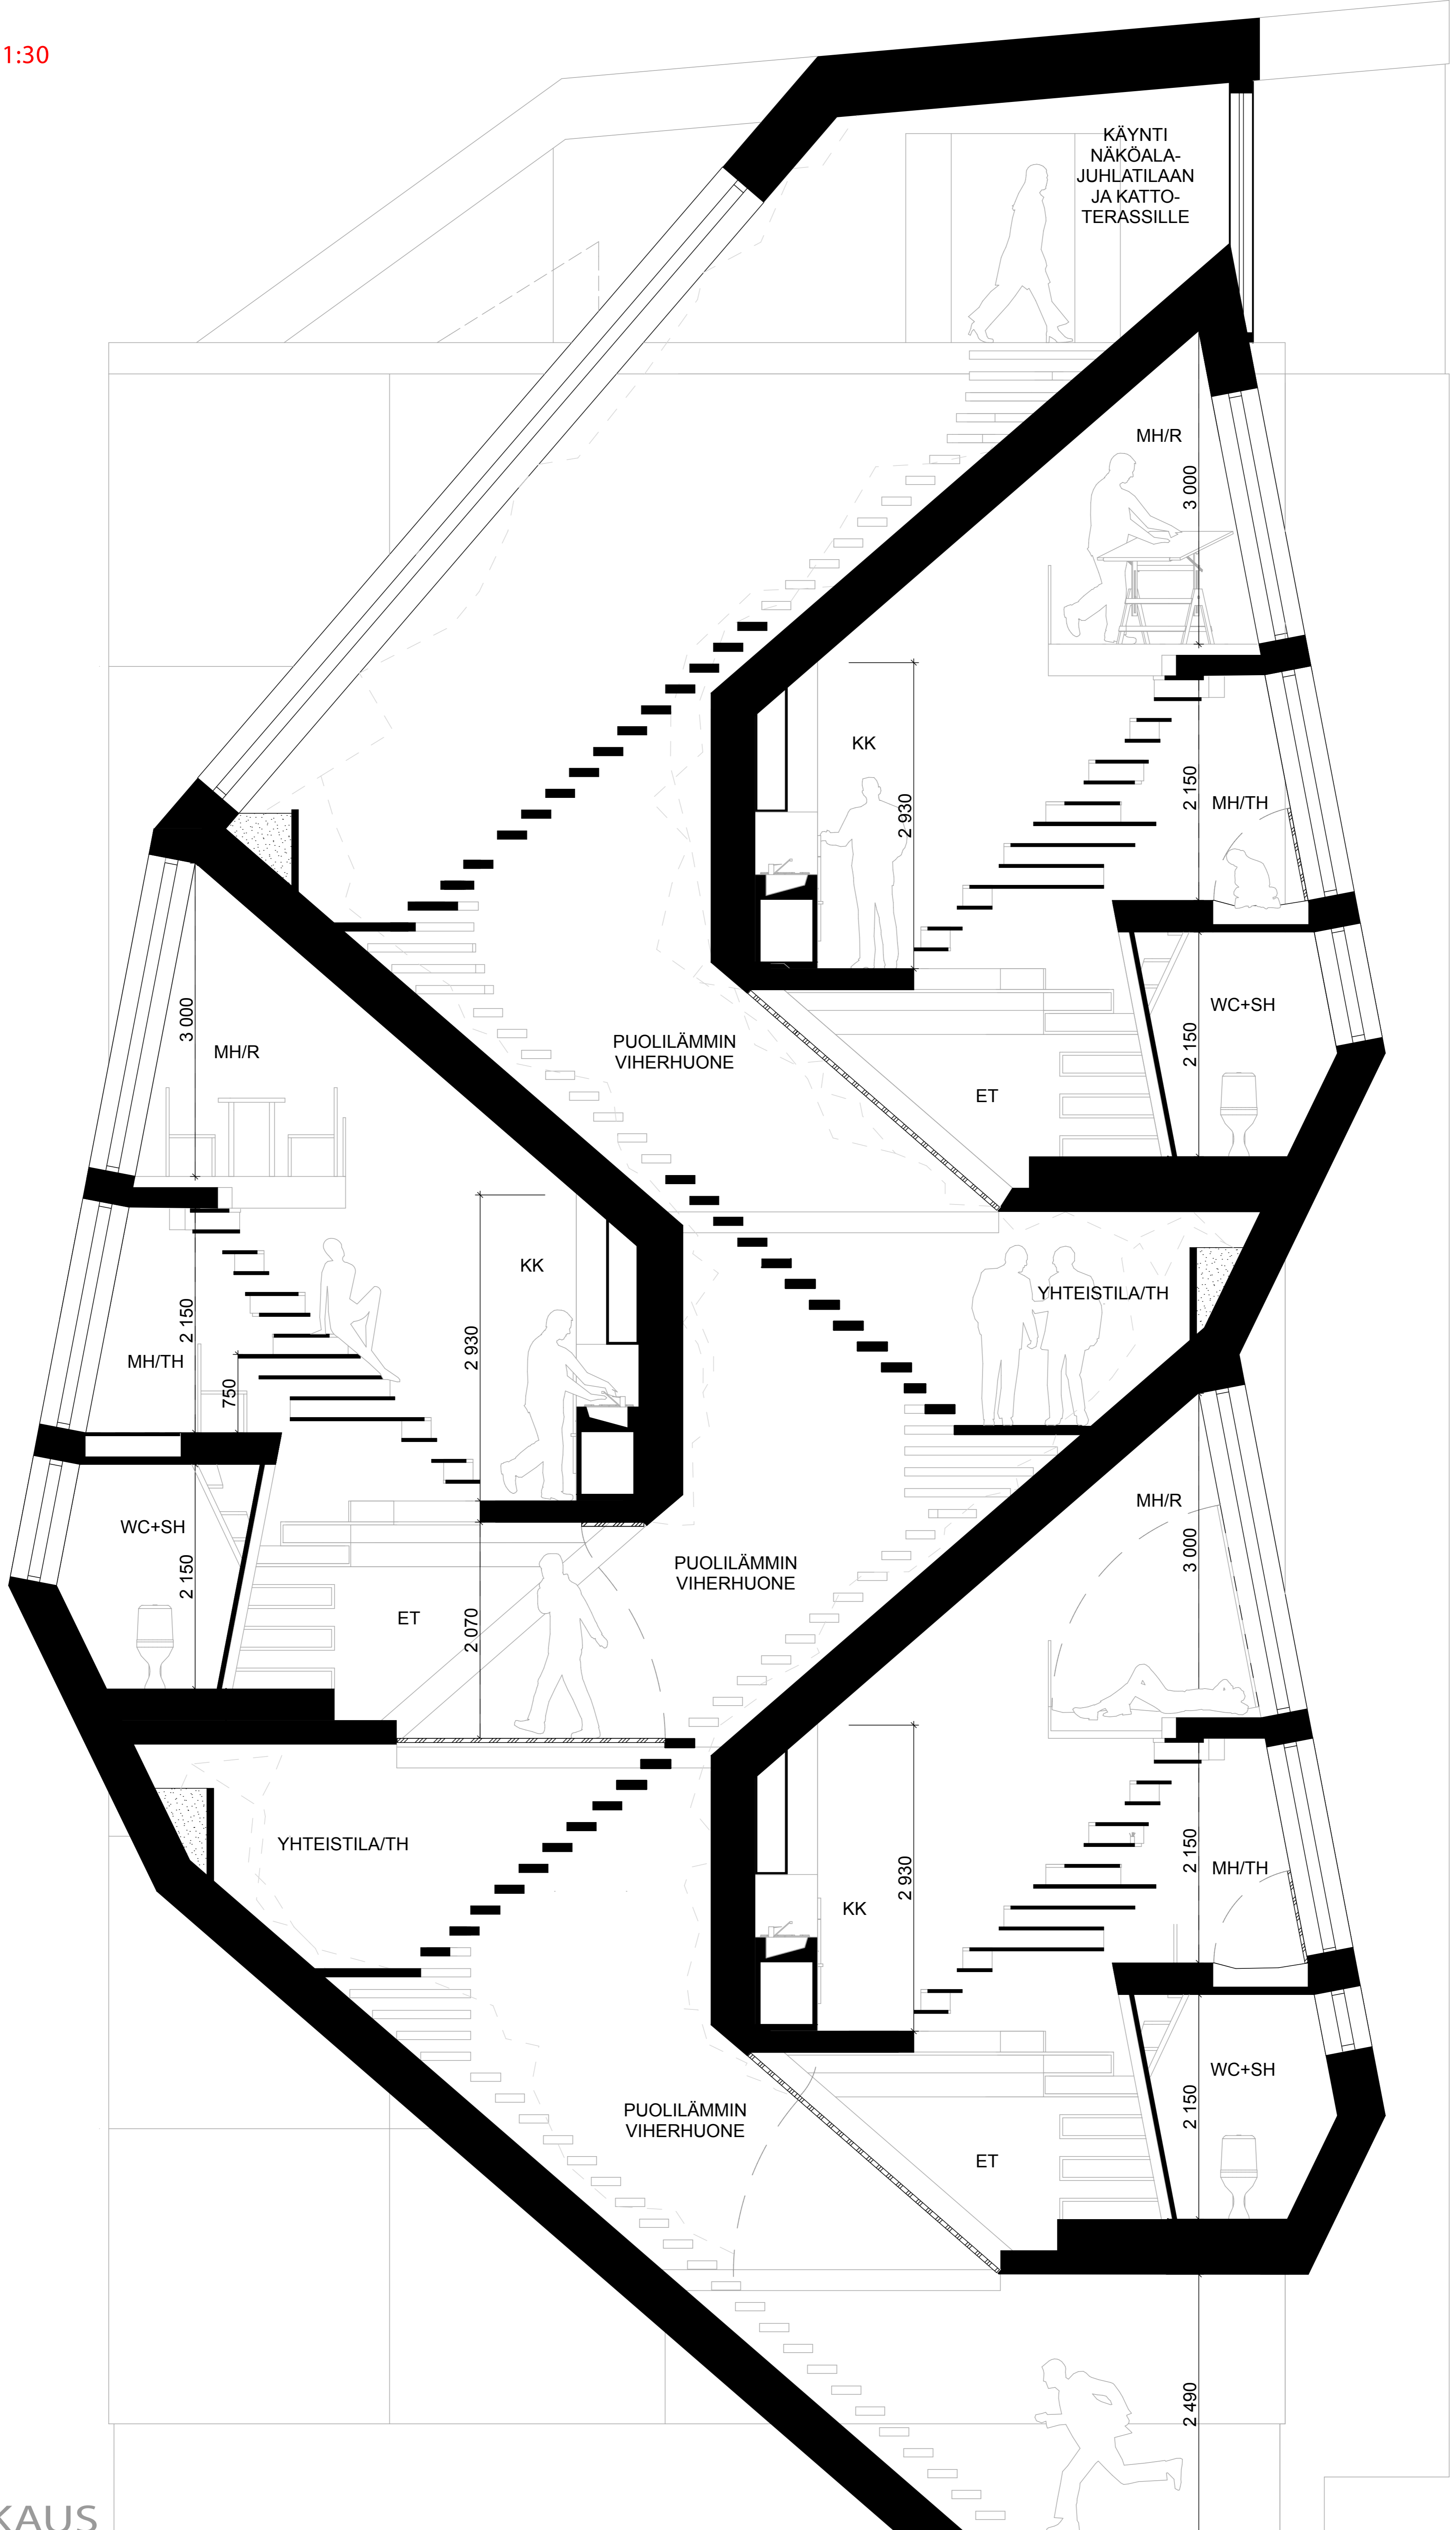 1:30
KÄYNTI
NÄKÖALA-
JUHLATILAAN
JA KATTO-
TERASSILLE
MH/R
3 000
KK
2 930
2 150
MH/TH
WC+SH
2 150
ET
PUOLILÄMMIN
VIHERHUONE
3 000
MH/R
KK
2 930
2 150
MH/TH
750
YHTEISTILA/TH
WC+SH
2 150
ET
2 070
PUOLILÄMMIN
VIHERHUONE
MH/R
3 000
YHTEISTILA/TH
KK
2 930
2 150
MH/TH
WC+SH
2 150
ET
PUOLILÄMMIN
VIHERHUONE
2 490
KAUS